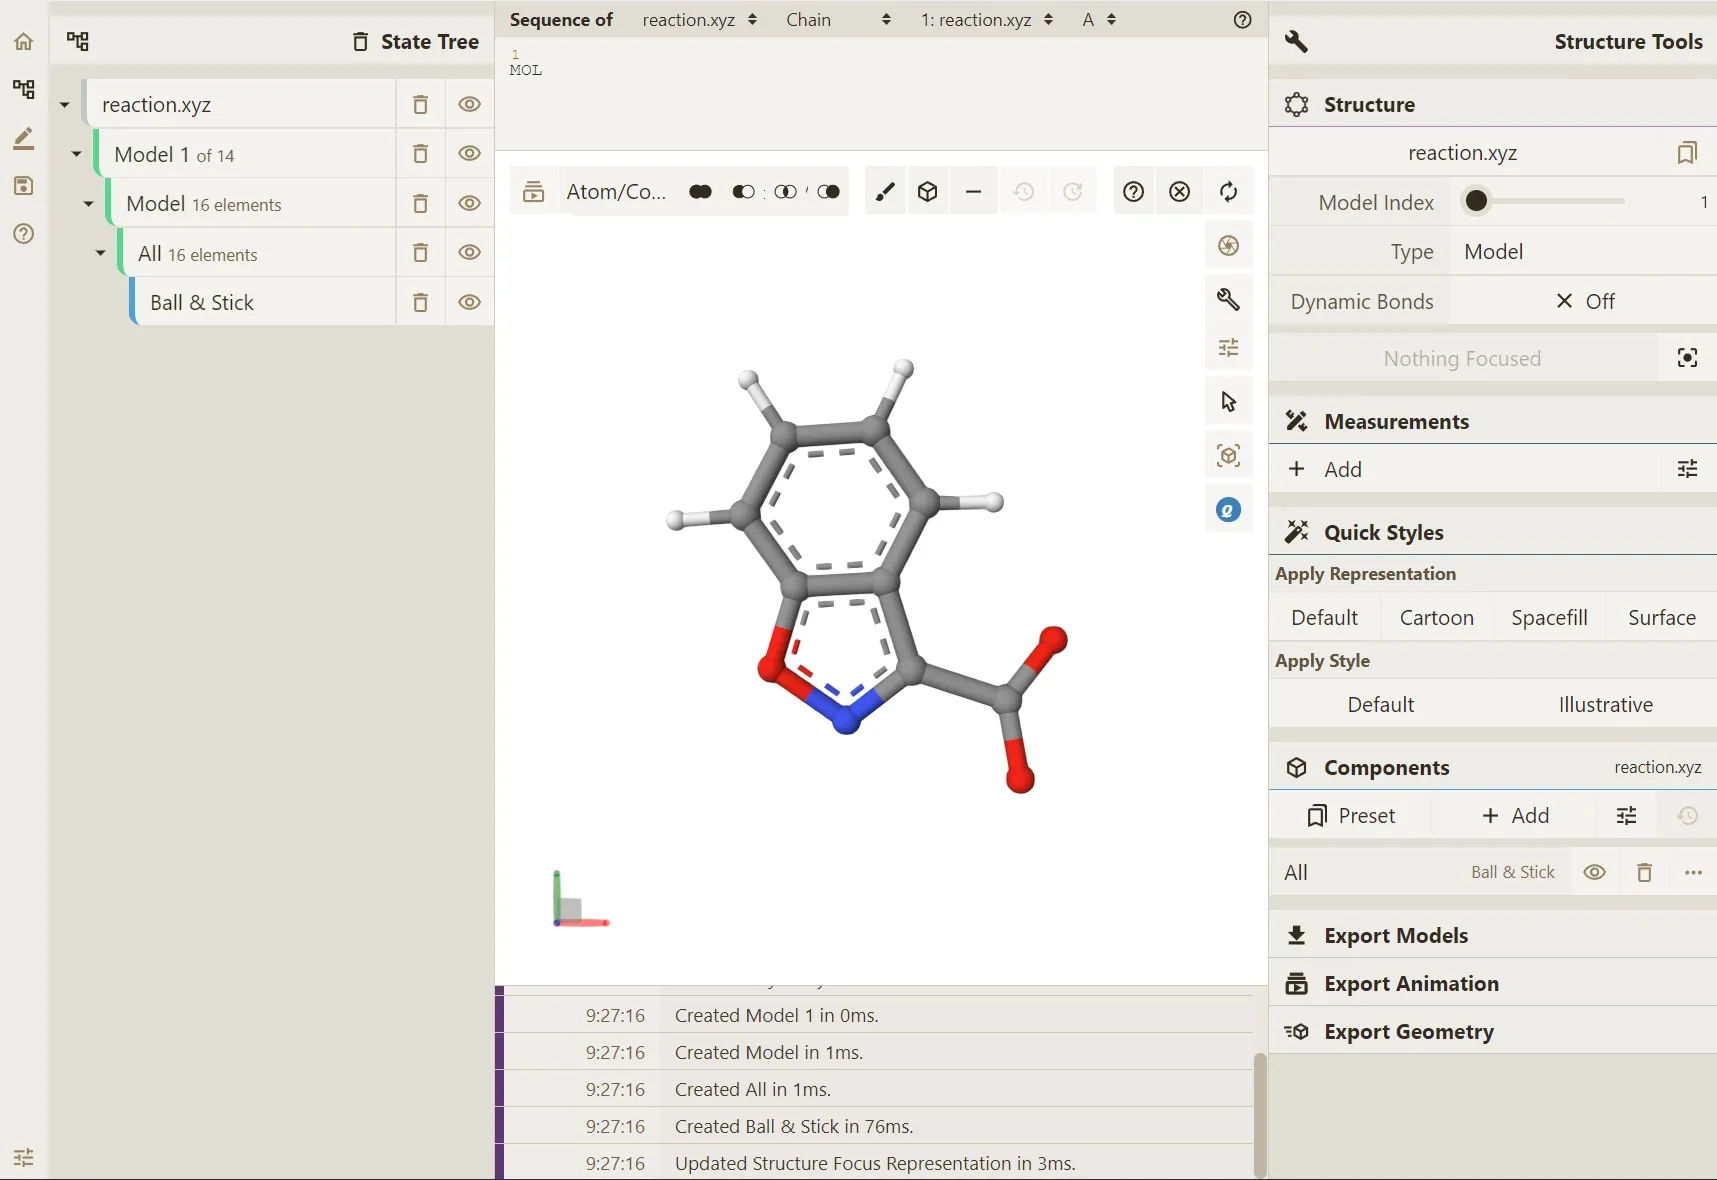 State Tree
reaction.xyz
Model 1 of 14
Model 16 elements
All 16 elements
Ball & Stick
Sequence of reaction.xyz Chain 1: reaction.xyz A
1
MOL
Atom/Co...
9:27:16 Created Model 1 in 0ms.
9:27:16 Created Model in 1ms.
9:27:16 Created All in 1ms.
9:27:16 Created Ball & Stick in 76ms.
9:27:16 Updated Structure Focus Representation in 3ms.
Structure Tools
Structure
reaction.xyz
Model Index 1
Type Model
Dynamic Bonds Off
Nothing Focused
Measurements
Add
Quick Styles
Apply Representation
Default Cartoon Spacefill Surface
Apply Style
Default Illustrative
Components reaction.xyz
Preset + Add
All Ball & Stick
Export Models
Export Animation
Export Geometry